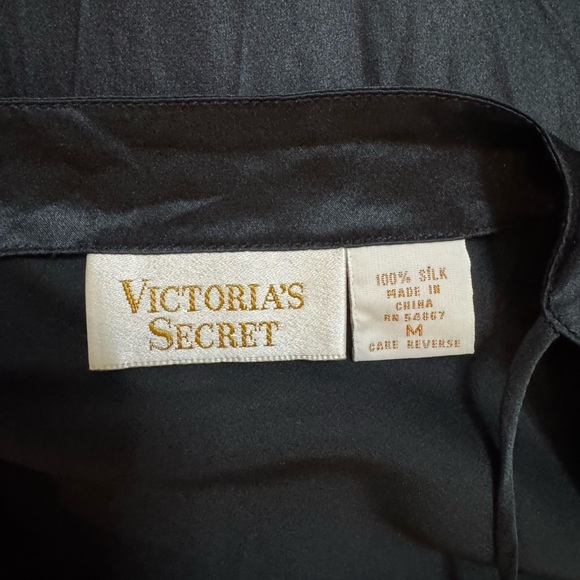 VICTORIA'S
SECRET
100% SILK
MADE IN
CHINA
RN 54867
M
CARE REVERSE